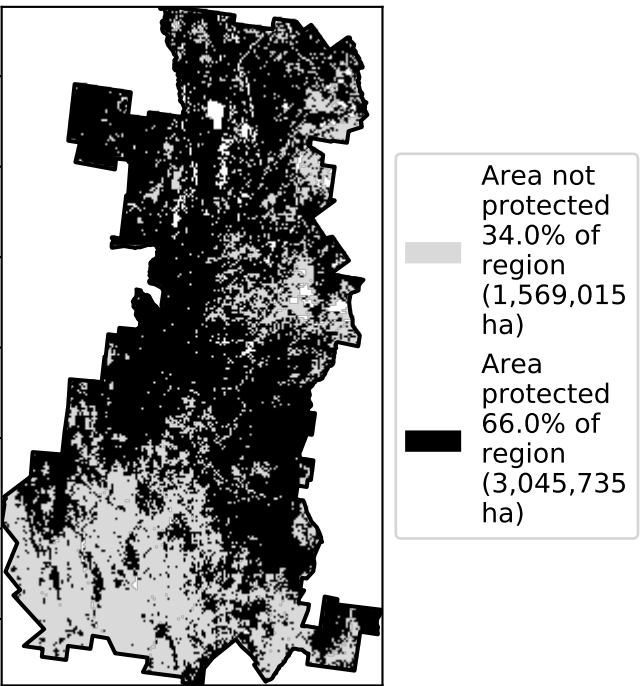 Area not
protected
34.0% of
region
(1,569,015
ha)
Area
protected
66.0% of
region
(3,045,735
ha)